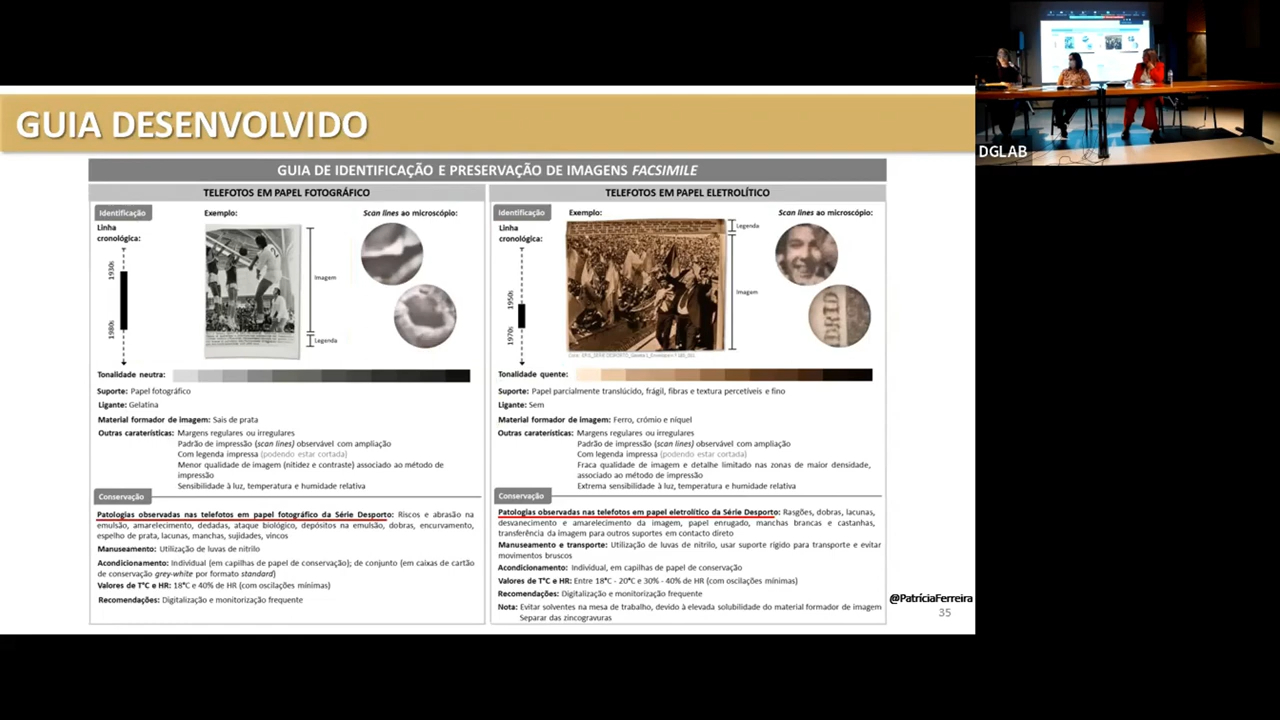 GUIA DESENVOLVIDO
GUIA DE IDENTIFICAÇÃO E PRESERVAÇÃO DE IMAGENS FACSIMILE
TELEFOTOS EM PAPEL FOTOGRÁFICO
Identificação
Exemplo:
Scan lines ao microscópio:
Linha
cronológica:
1930s
1980s
Imagem
Legenda
Tonalidade neutra:
Suporte: Papel fotográfico
Ligante: Gelatina
Material formador de imagem: Sais de prata
Outras caraterísticas: Margens regulares ou irregulares
Padrão de impressão (scan lines) observável com ampliação
Com legenda impressa (podendo estar cortada)
Menor qualidade de imagem (nitidez e contraste) associado ao método de
impressão
Sensibilidade à luz, temperatura e humidade relativa
Conservação
Patologias observadas nas telefotos em papel fotográfico da Série Desporto: Riscos e abrasão na
emulsão, amarelecimento, dedadas, ataque biológico, depósitos na emulsão, dobras, encurvamento,
espelho de prata, lacunas, manchas, sujidades, vincos
Manuseamento: Utilização de luvas de nitrilo
Acondicionamento: Individual (em capilhas de papel de conservação); de conjunto (em caixas de cartão
de conservação grey-white por formato standard)
Valores de TºC e HR: 18ºC e 40% de HR (com oscilações mínimas)
Recomendações: Digitalização e monitorização frequente
TELEFOTOS EM PAPEL ELETROLÍTICO
Identificação
Exemplo:
Scan lines ao microscópio:
Linha
cronológica:
1950s
1970s
Legenda
Imagem
DRID
Tonalidade quente:
Suporte: Papel parcialmente translúcido, frágil, fibras e textura percetíveis e fino
Ligante: Sem
Material formador de imagem: Ferro, crómio e níquel
Outras caraterísticas: Margens regulares ou irregulares
Padrão de impressão (scan lines) observável com ampliação
Com legenda impressa (podendo estar cortada)
Fraca qualidade de imagem e detalhe limitado nas zonas de maior densidade,
associado ao método de impressão
Extrema sensibilidade à luz, temperatura e humidade relativa
Conservação
Patologias observadas nas telefotos em papel eletrolítico da Série Desporto: Rasgões, dobras, lacunas,
desvanecimento e amarelecimento da imagem, papel enrugado, manchas brancas e castanhas,
transferência da imagem para outros suportes em contacto direto
Manuseamento e transporte: Utilização de luvas de nitrilo, usar suporte rígido para transporte e evitar
movimentos bruscos
Acondicionamento: Individual, em capilhas de papel de conservação
Valores de TºC e HR: Entre 18ºC - 20ºC e 30% - 40% de HR (com oscilações mínimas)
Recomendações: Digitalização e monitorização frequente
Nota: Evitar solventes na mesa de trabalho, devido à elevada solubilidade do material formador de imagem
Separar das zincogravuras
@PatríciaFerreira
35
DGLAB